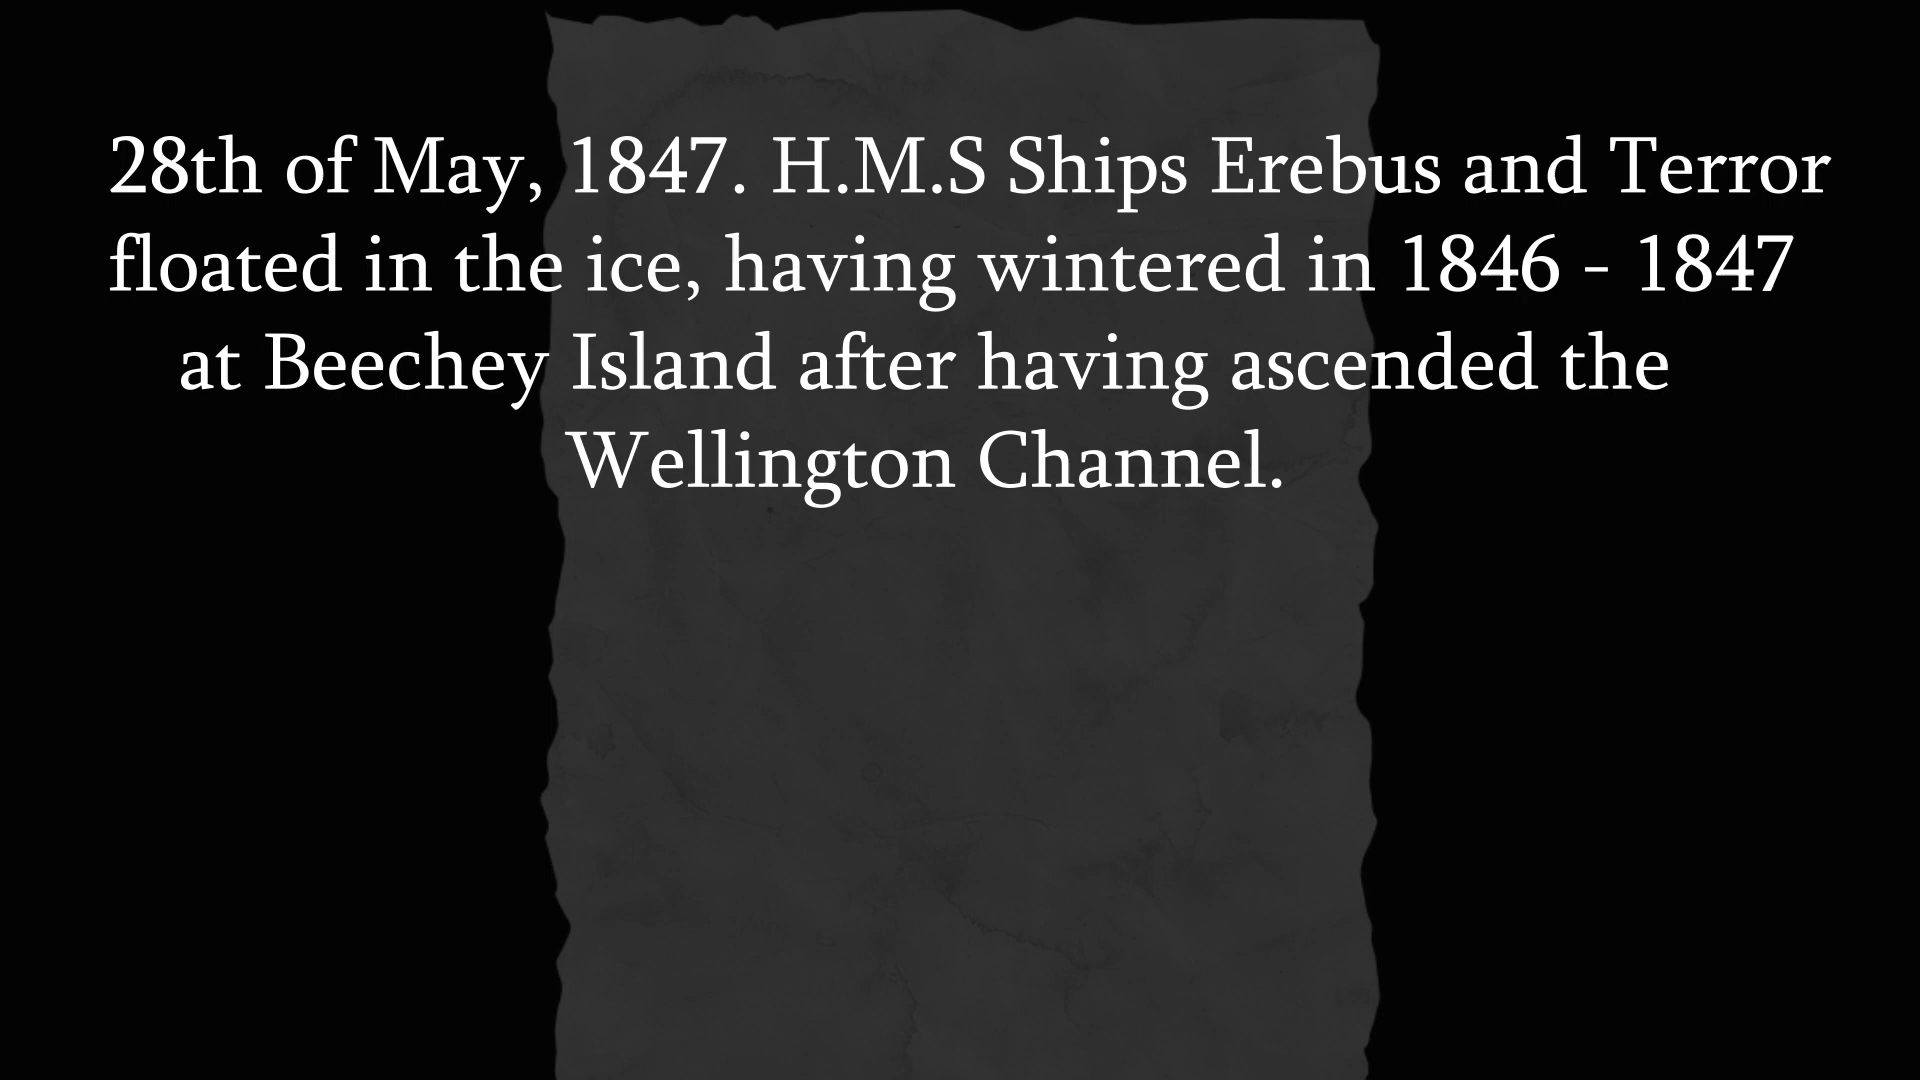 28th of May, 1847. H.M.S Ships Erebus and Terror
floated in the ice, having wintered in 1846 - 1847
at Beechey Island after having ascended the
Wellington Channel.